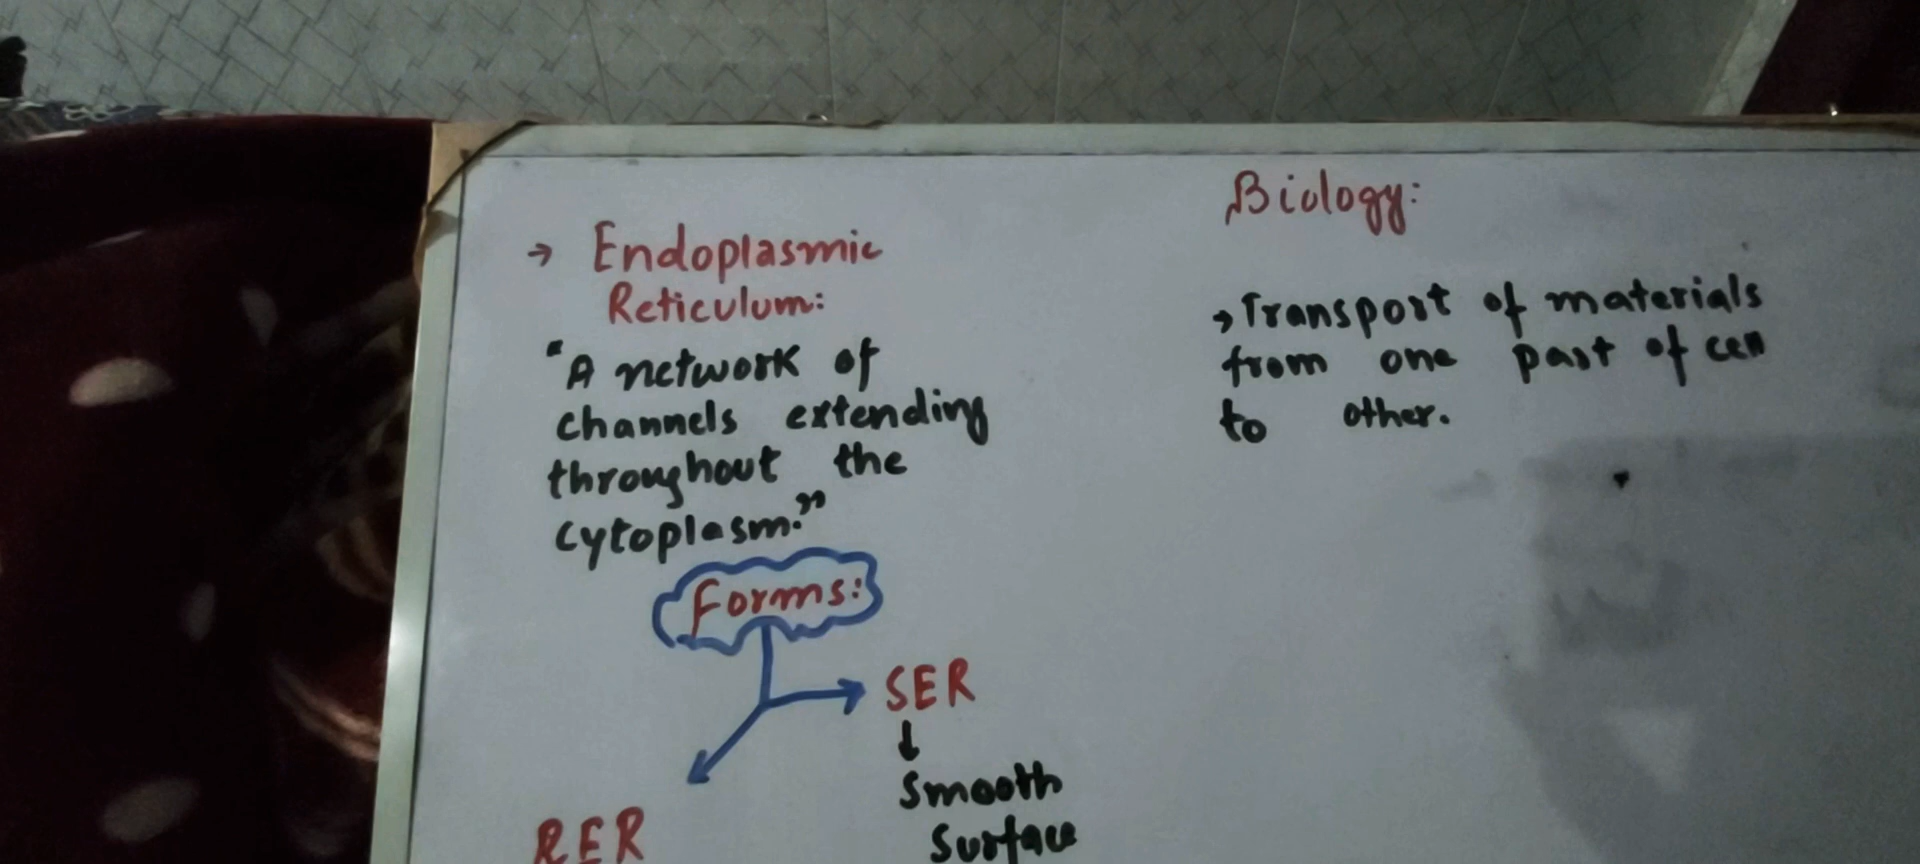 Biology:
→ Endoplasmic
Reticulum:
"A network of
channels extending
throughout the
cytoplasm."
Forms:
SER
↓
Smooth
Surface
RER
→Transport of materials
from one part of cell
to other.